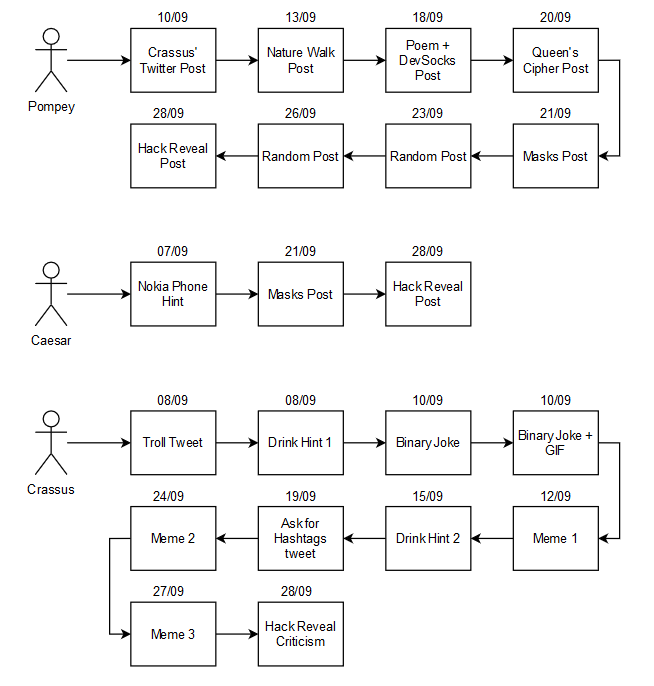 10/09
13/09
18/09
20/09
Crassus'
Twitter Post
Nature Walk
Post
Poem +
DevSocks
Post
Queen's
Cipher Post
Pompey
28/09
26/09
23/09
21/09
Hack Reveal
Post
Random Post
Random Post
Masks Post
07/09
21/09
28/09
Nokia Phone
Hint
Masks Post
Hack Reveal
Post
Caesar
08/09
08/09
10/09
10/09
Troll Tweet
Drink Hint 1
Binary Joke
Binary Joke +
GIF
Crassus
24/09
19/09
15/09
12/09
Meme 2
Ask for
Hashtags
tweet
Drink Hint 2
Meme 1
27/09
28/09
Meme 3
Hack Reveal
Criticism